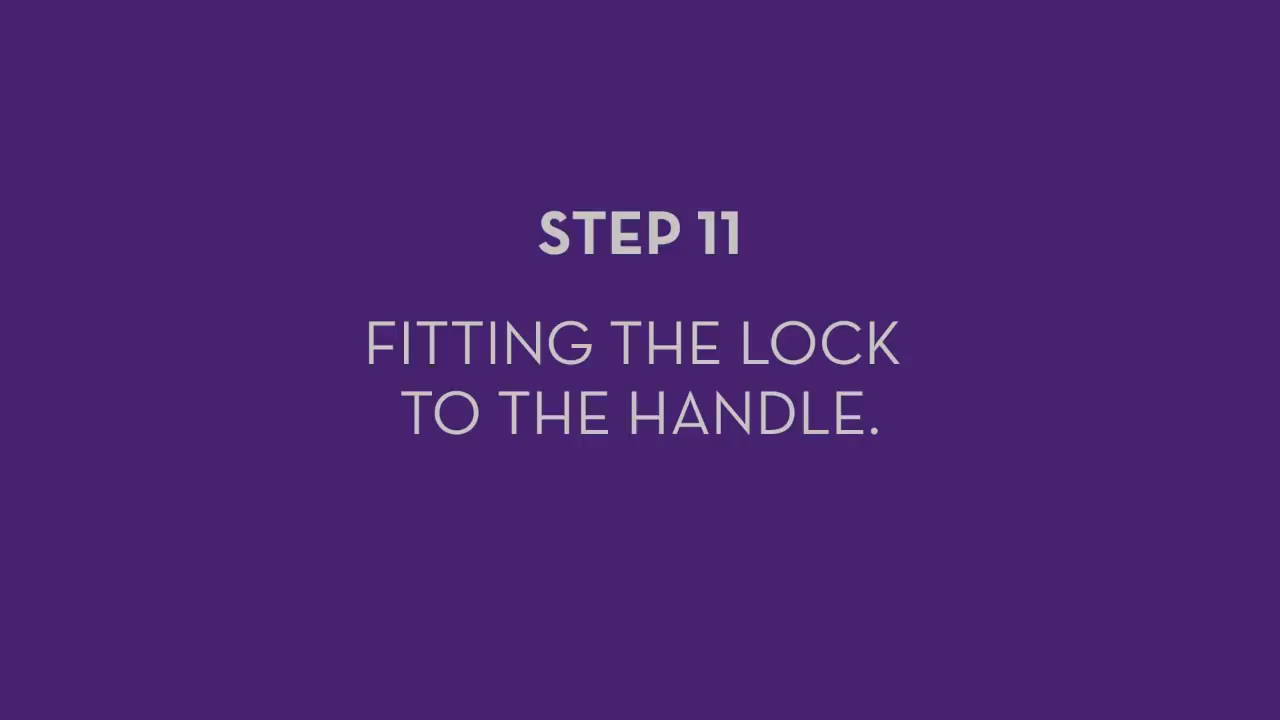 STEP 11
FITTING THE LOCK
TO THE HANDLE.